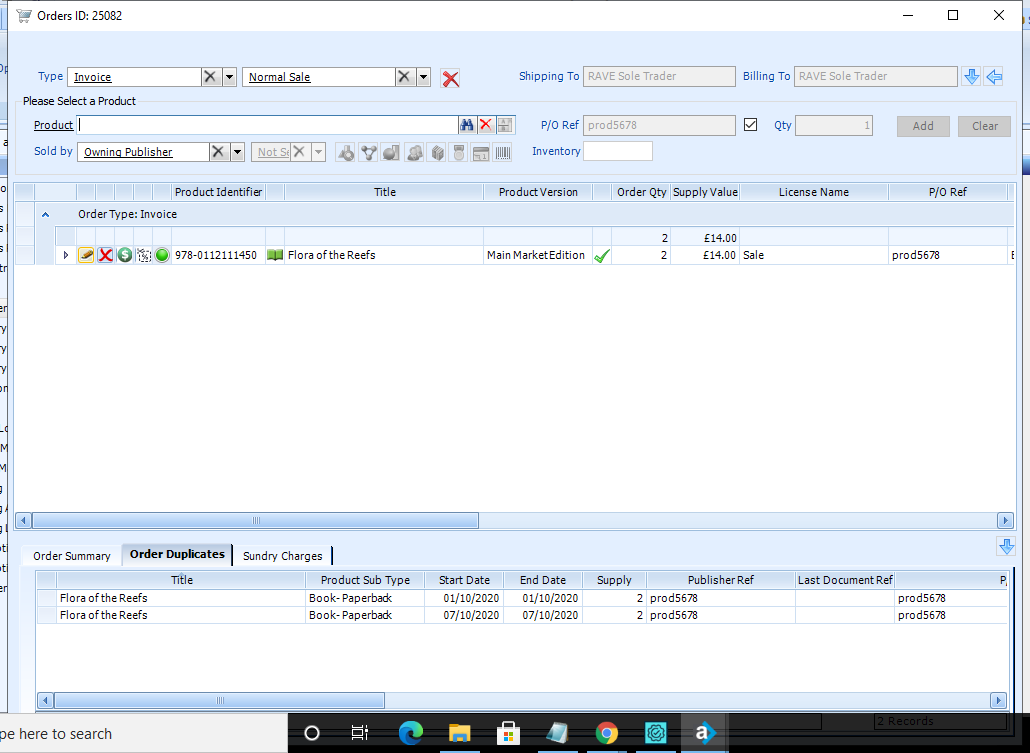 Orders ID: 25082
Type Invoice Normal Sale Shipping To RAVE Sole Trader Billing To RAVE Sole Trader
Please Select a Product
Product P/O Ref prod5678 Qty 1 Add Clear
Sold by Owning Publisher Not Se Inventory
Product Identifier Title Product Version Order Qty Supply Value License Name P/O Ref
Order Type: Invoice
2 £14.00
978-0112111450 Flora of the Reefs Main Market Edition 2 £14.00 Sale prod5678
Order Summary Order Duplicates Sundry Charges
Title Product Sub Type Start Date End Date Supply Publisher Ref Last Document Ref P/
Flora of the Reefs Book- Paperback 01/10/2020 01/10/2020 2 prod5678 prod5678
Flora of the Reefs Book- Paperback 07/10/2020 07/10/2020 2 prod5678 prod5678
2 Records
pe here to search